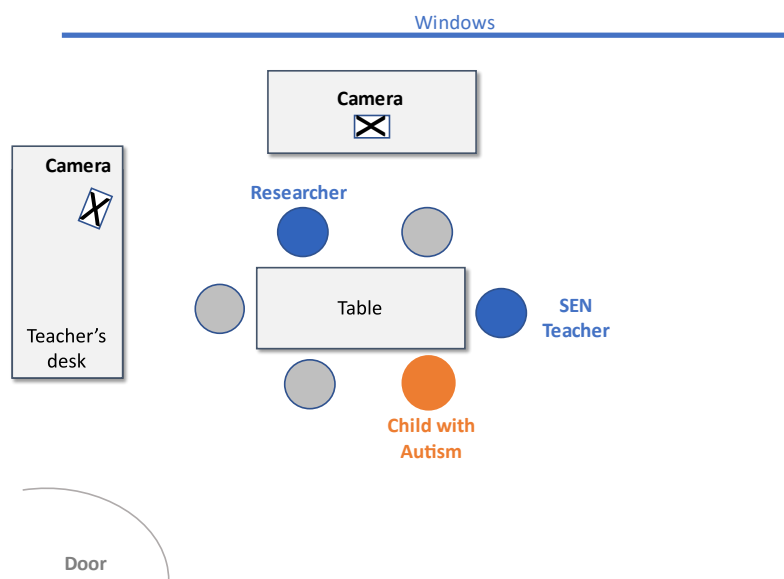 Windows
Camera
Camera
Researcher
Table
SEN
Teacher
Teacher’s
desk
Child with
Autism
Door